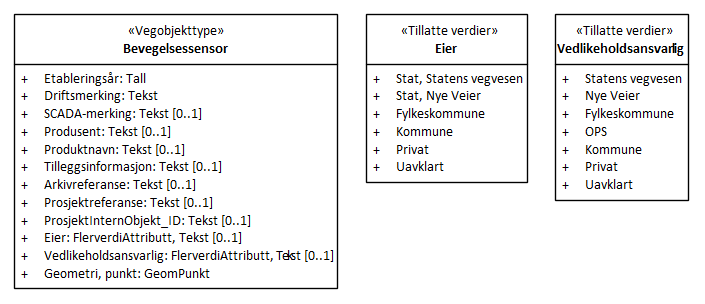 «Vegobjekttype»
Bevegelsessensor
+ Etableringsår: Tall
+ Driftsmerking: Tekst
+ SCADA-merking: Tekst [0..1]
+ Produsent: Tekst [0..1]
+ Produktnavn: Tekst [0..1]
+ Tilleggsinformasjon: Tekst [0..1]
+ Arkivreferanse: Tekst [0..1]
+ Prosjektreferanse: Tekst [0..1]
+ ProsjektInternObjekt_ID: Tekst [0..1]
+ Eier: FlerverdiAttributt, Tekst [0..1]
+ Vedlikeholdsansvarlig: FlerverdiAttributt, Tekst [0..1]
+ Geometri, punkt: GeomPunkt
«Tillatte verdier»
Eier
+ Stat, Statens vegvesen
+ Stat, Nye Veier
+ Fylkeskommune
+ Kommune
+ Privat
+ Uavklart
«Tillatte verdier»
Vedlikeholdsansvarlig
+ Statens vegvesen
+ Nye Veier
+ Fylkeskommune
+ OPS
+ Kommune
+ Privat
+ Uavklart